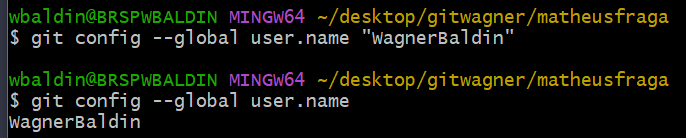 wbaldin@BRSPWBALDIN MINGW64 ~/desktop/gitwagner/matheusfraga
$ git config --global user.name "WagnerBaldin"
wbaldin@BRSPWBALDIN MINGW64 ~/desktop/gitwagner/matheusfraga
$ git config --global user.name
WagnerBaldin